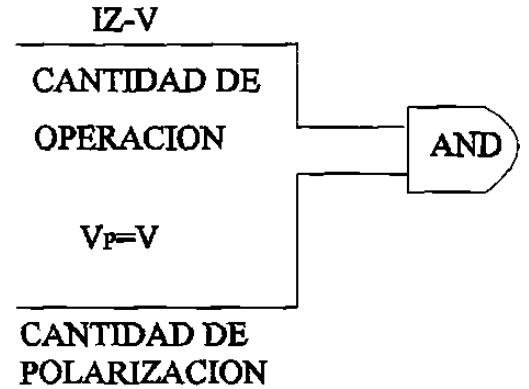 IZ-V
CANTIDAD DE
OPERACION
AND
VP=V
CANTIDAD DE
POLARIZACION